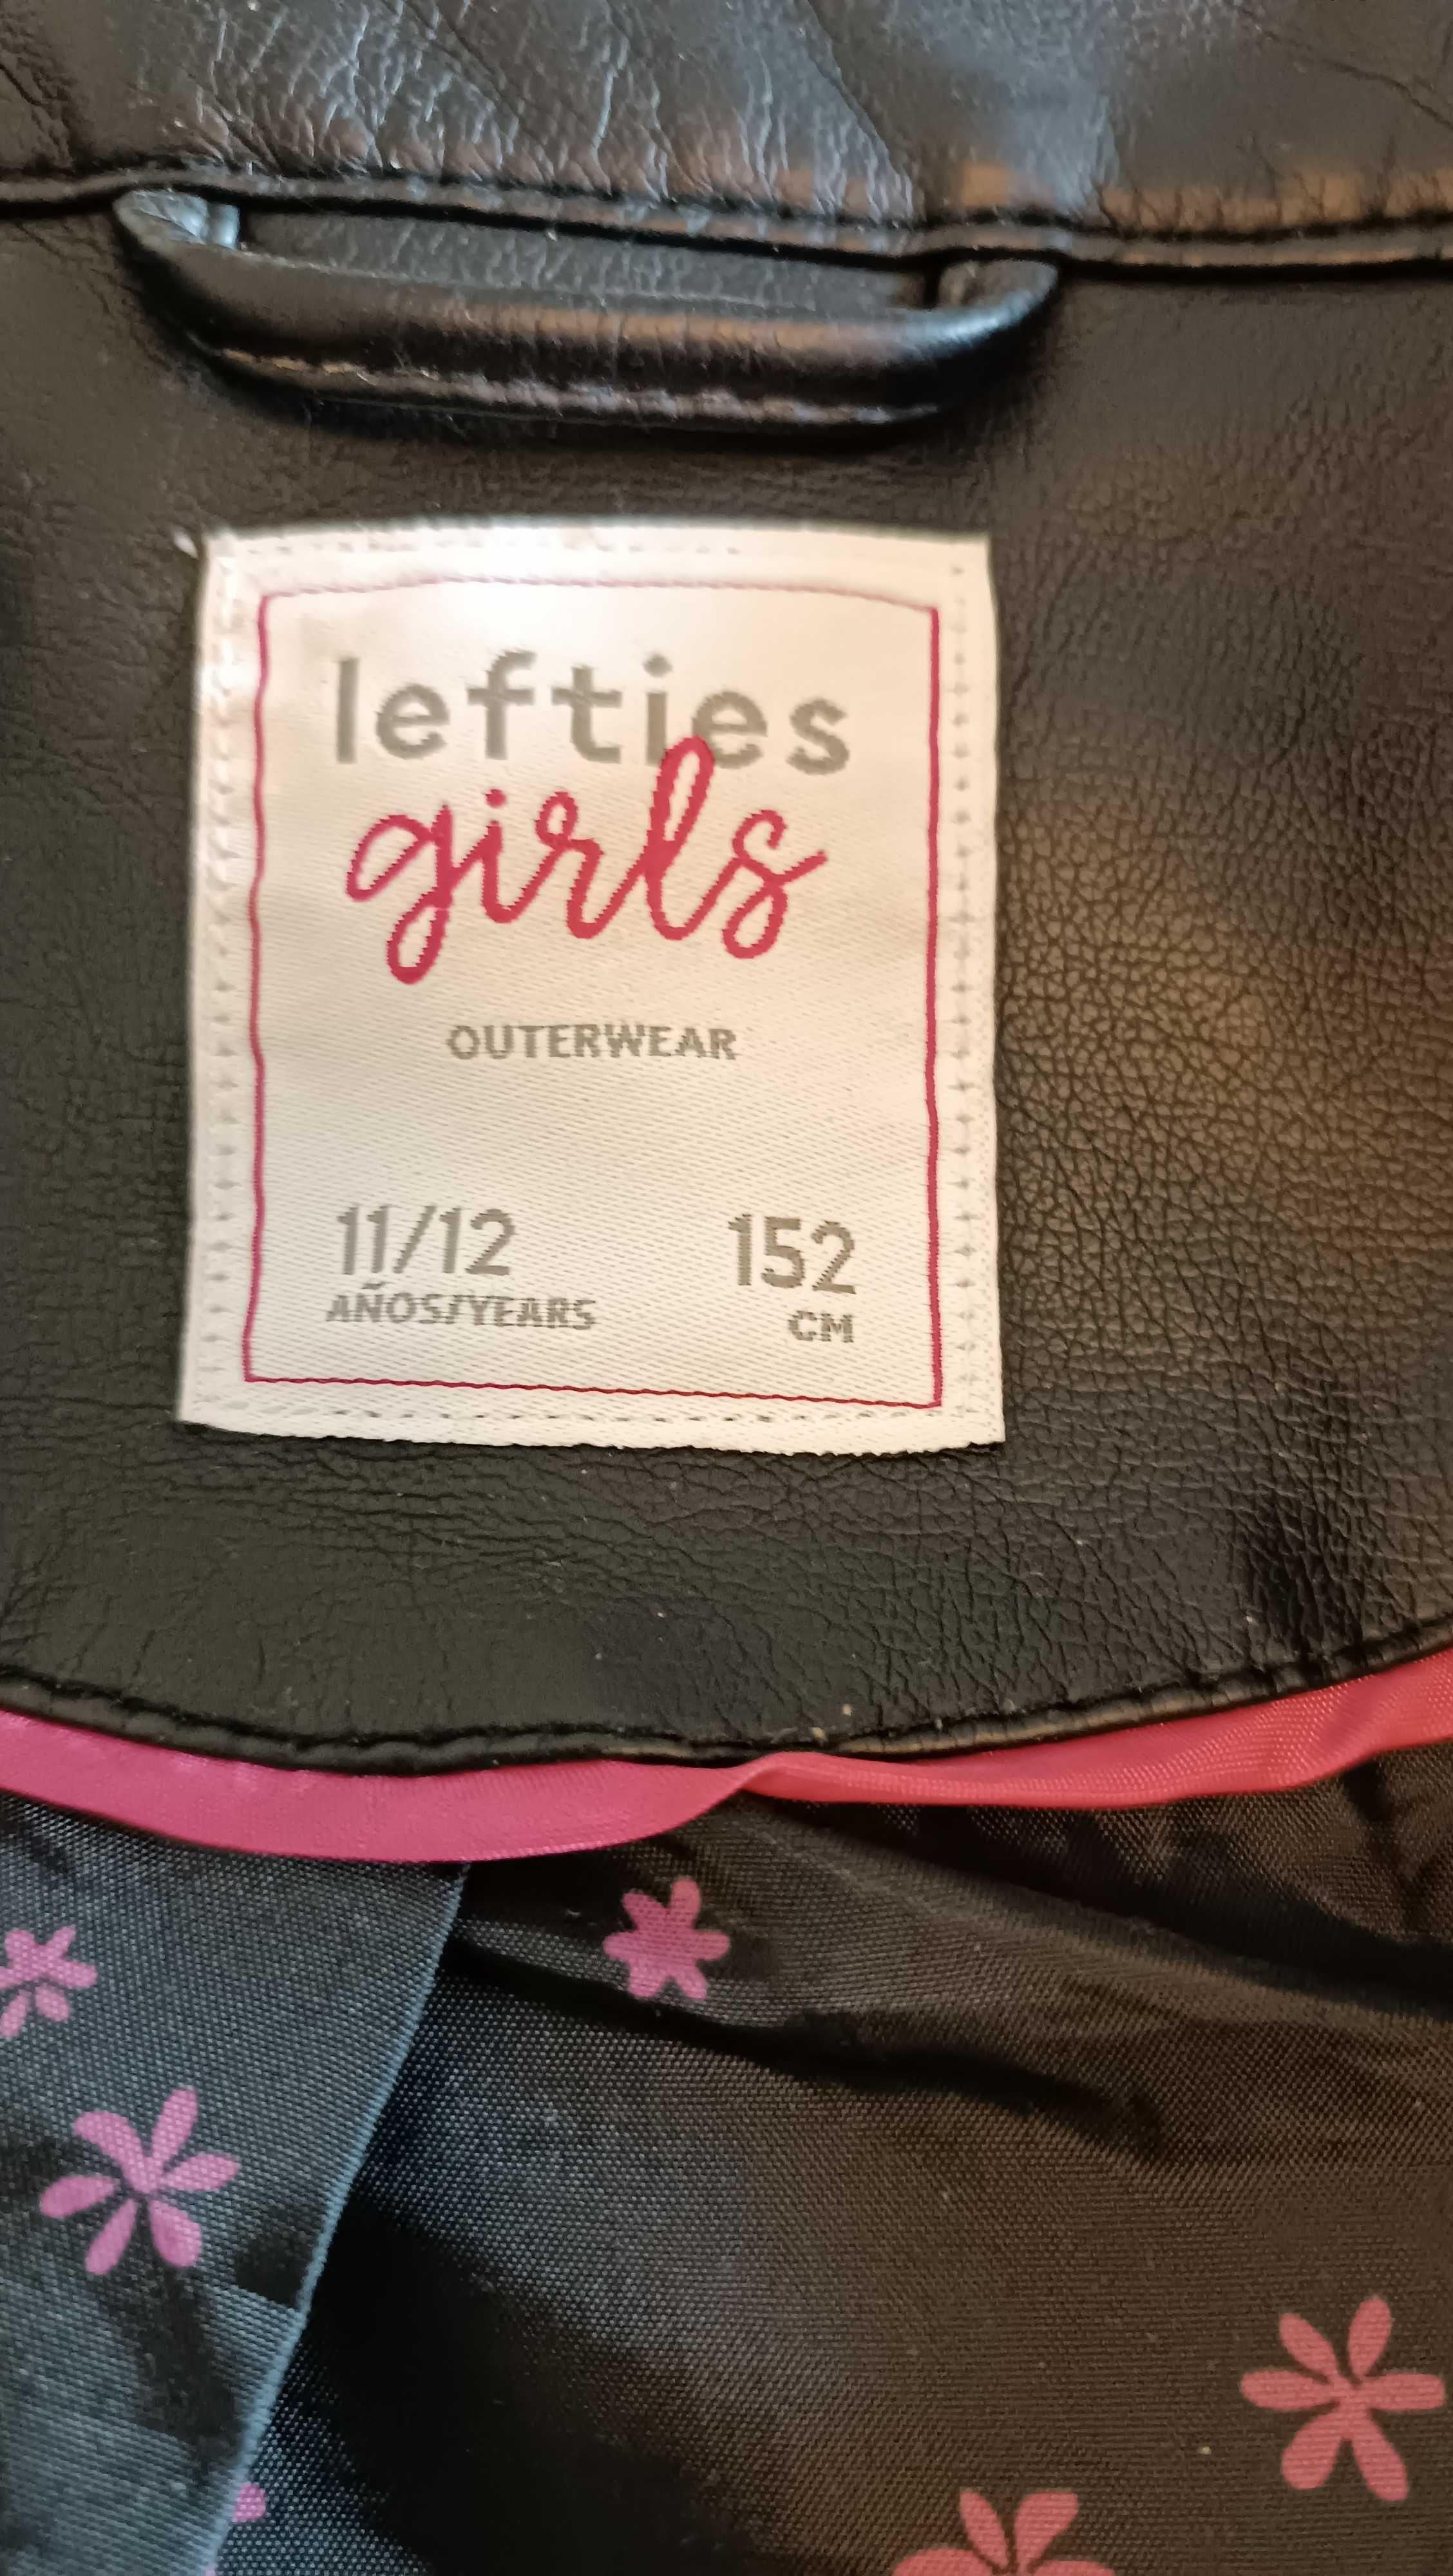 lefties
girls
OUTERWEAR
11/12 152
AÑOS/YEARS CM